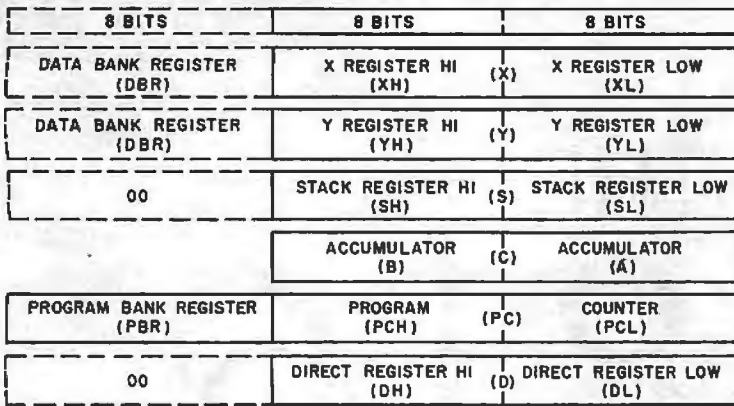 8 BITS 8 BITS 8 BITS
DATA BANK REGISTER X REGISTER HI (X) X REGISTER LOW
(DBR) (XH) (XL)
DATA BANK REGISTER Y REGISTER HI (Y) Y REGISTER LOW
(DBR) (YH) (YL)
00 STACK REGISTER HI (S) STACK REGISTER LOW
(SH) (SL)
ACCUMULATOR (C) ACCUMULATOR
(B) (A)
PROGRAM BANK REGISTER PROGRAM (PC) COUNTER
(PBR) (PCH) (PCL)
00 DIRECT REGISTER HI (D) DIRECT REGISTER LOW
(DH) (DL)